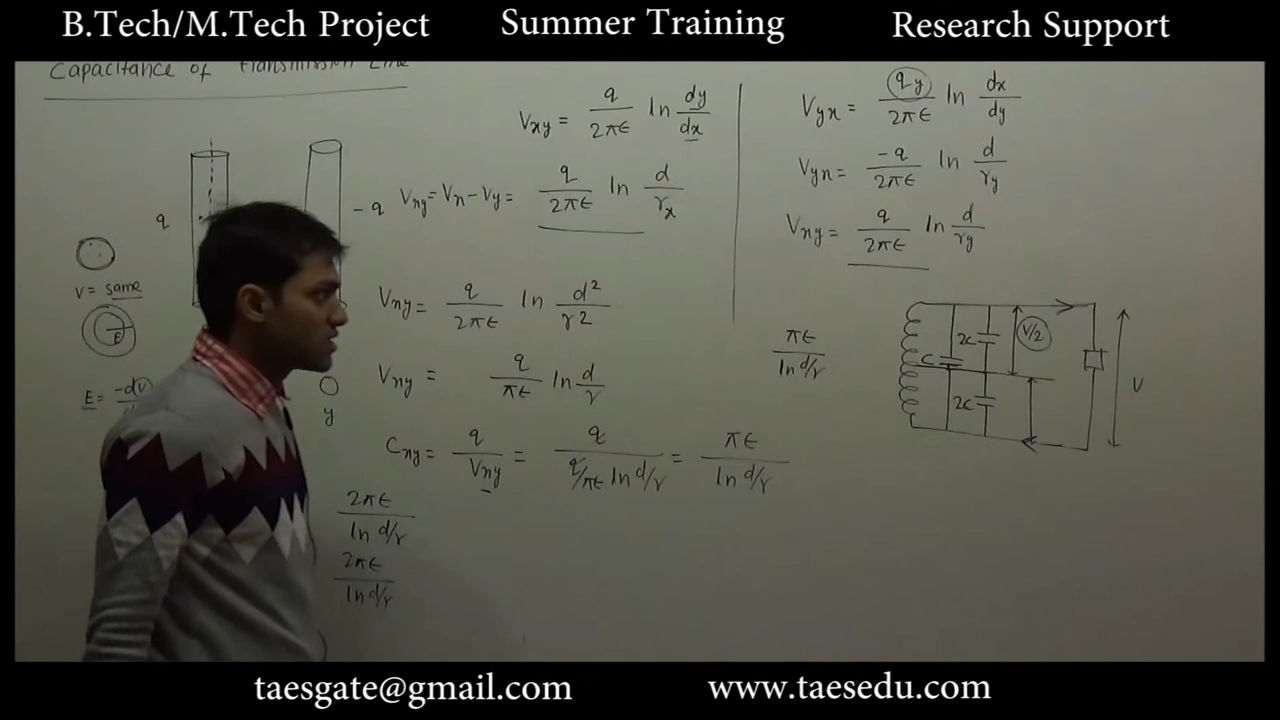 B.Tech/M.Tech Project Summer Training Research Support
Capacitance of Transmission Line
Vxy = q/2πϵ ln dy/dx
q
- q
Vxy = Vx - Vy = q/2πϵ ln d/rx
V = same
E
E = -dV
y
Vxy = q/2πϵ ln d²/r2
Vxy = q/πϵ ln d/r
Cxy = q/Vxy = q/(q/πϵ ln d/r) = πϵ/ln d/r
2πϵ/ln d/r
2πϵ/ln d/r
Vyx = qy/2πϵ ln dx/dy
Vyx = -q/2πϵ ln d/ry
Vxy = q/2πϵ ln d/ry
πϵ/ln d/r
C
2C
2C
V/2
V
taesgate@gmail.com www.taesedu.com